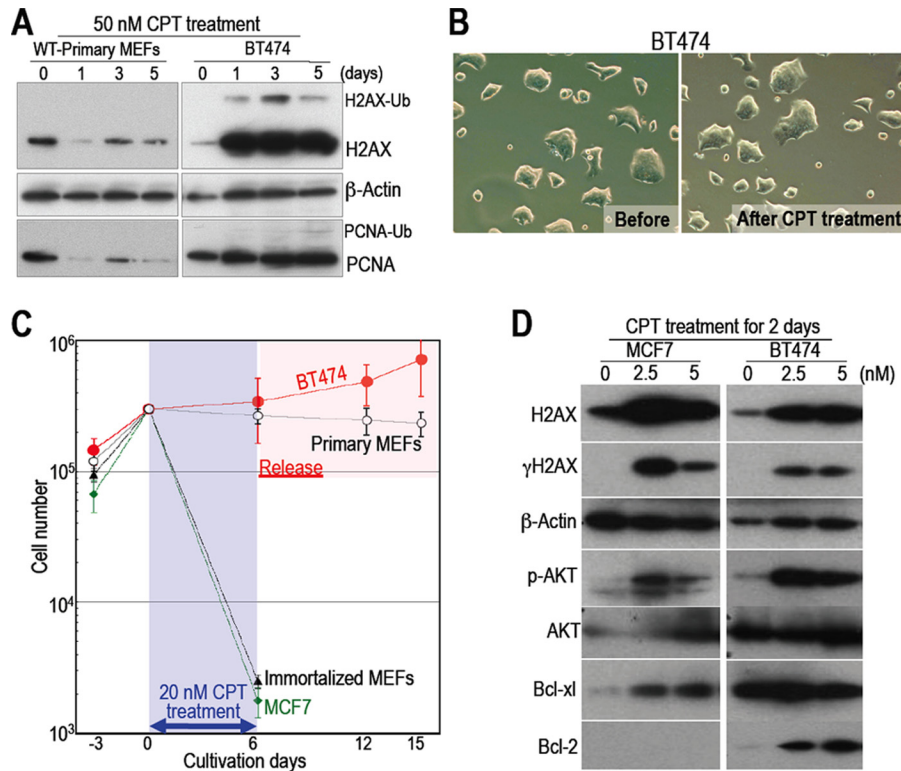 A
50 nM CPT treatment
WT-Primary MEFs BT474
0 1 3 5 0 1 3 5 (days)
H2AX-Ub
H2AX
β-Actin
PCNA-Ub
PCNA
B
BT474
Before
After CPT treatment
C
10⁶
10⁵
10⁴
10³
Cell number
BT474
Primary MEFs
Release
Immortalized MEFs
MCF7
20 nM CPT
treatment
-3 0 6 12 15
Cultivation days
D
CPT treatment for 2 days
MCF7 BT474
0 2.5 5 0 2.5 5 (nM)
H2AX
γH2AX
β-Actin
p-AKT
AKT
Bcl-xl
Bcl-2